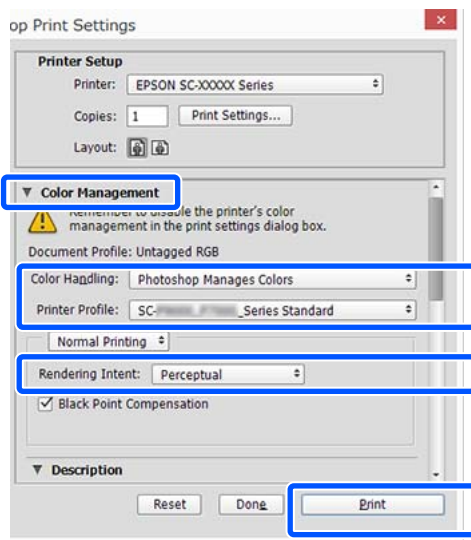 op Print Settings
Printer Setup
Printer: EPSON SC-XXXXX Series
Copies: 1 Print Settings...
Layout:
Color Management
Remember to disable the printer's color
management in the print settings dialog box.
Document Profile: Untagged RGB
Color Handling: Photoshop Manages Colors
Printer Profile: SC- _Series Standard
Normal Printing
Rendering Intent: Perceptual
Black Point Compensation
Description
Reset Done Print